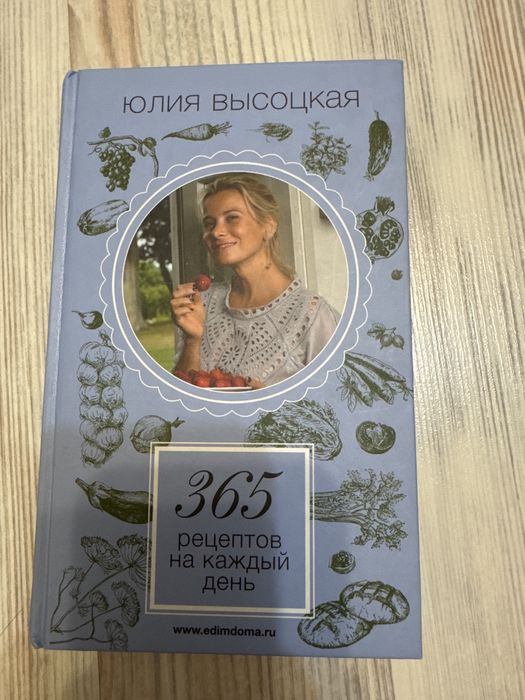 ЮЛИЯ ВЫСОЦКАЯ
365
рецептов
на каждый
день
www.edimdoma.ru